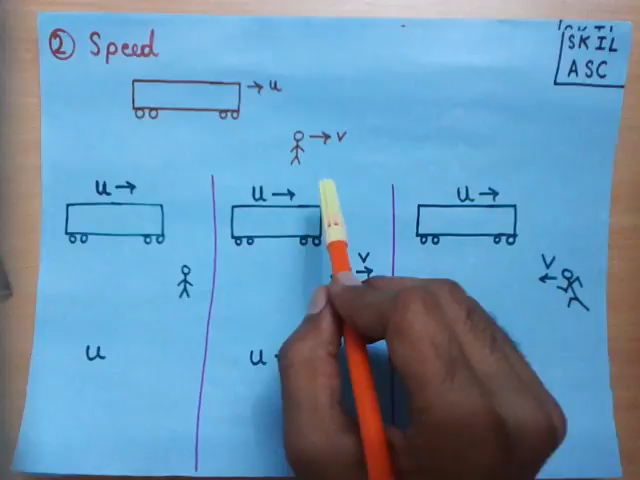 ② Speed
SKIL
ASC
→ u
→ v
u →
u →
u →
v
→
v
←
u
u